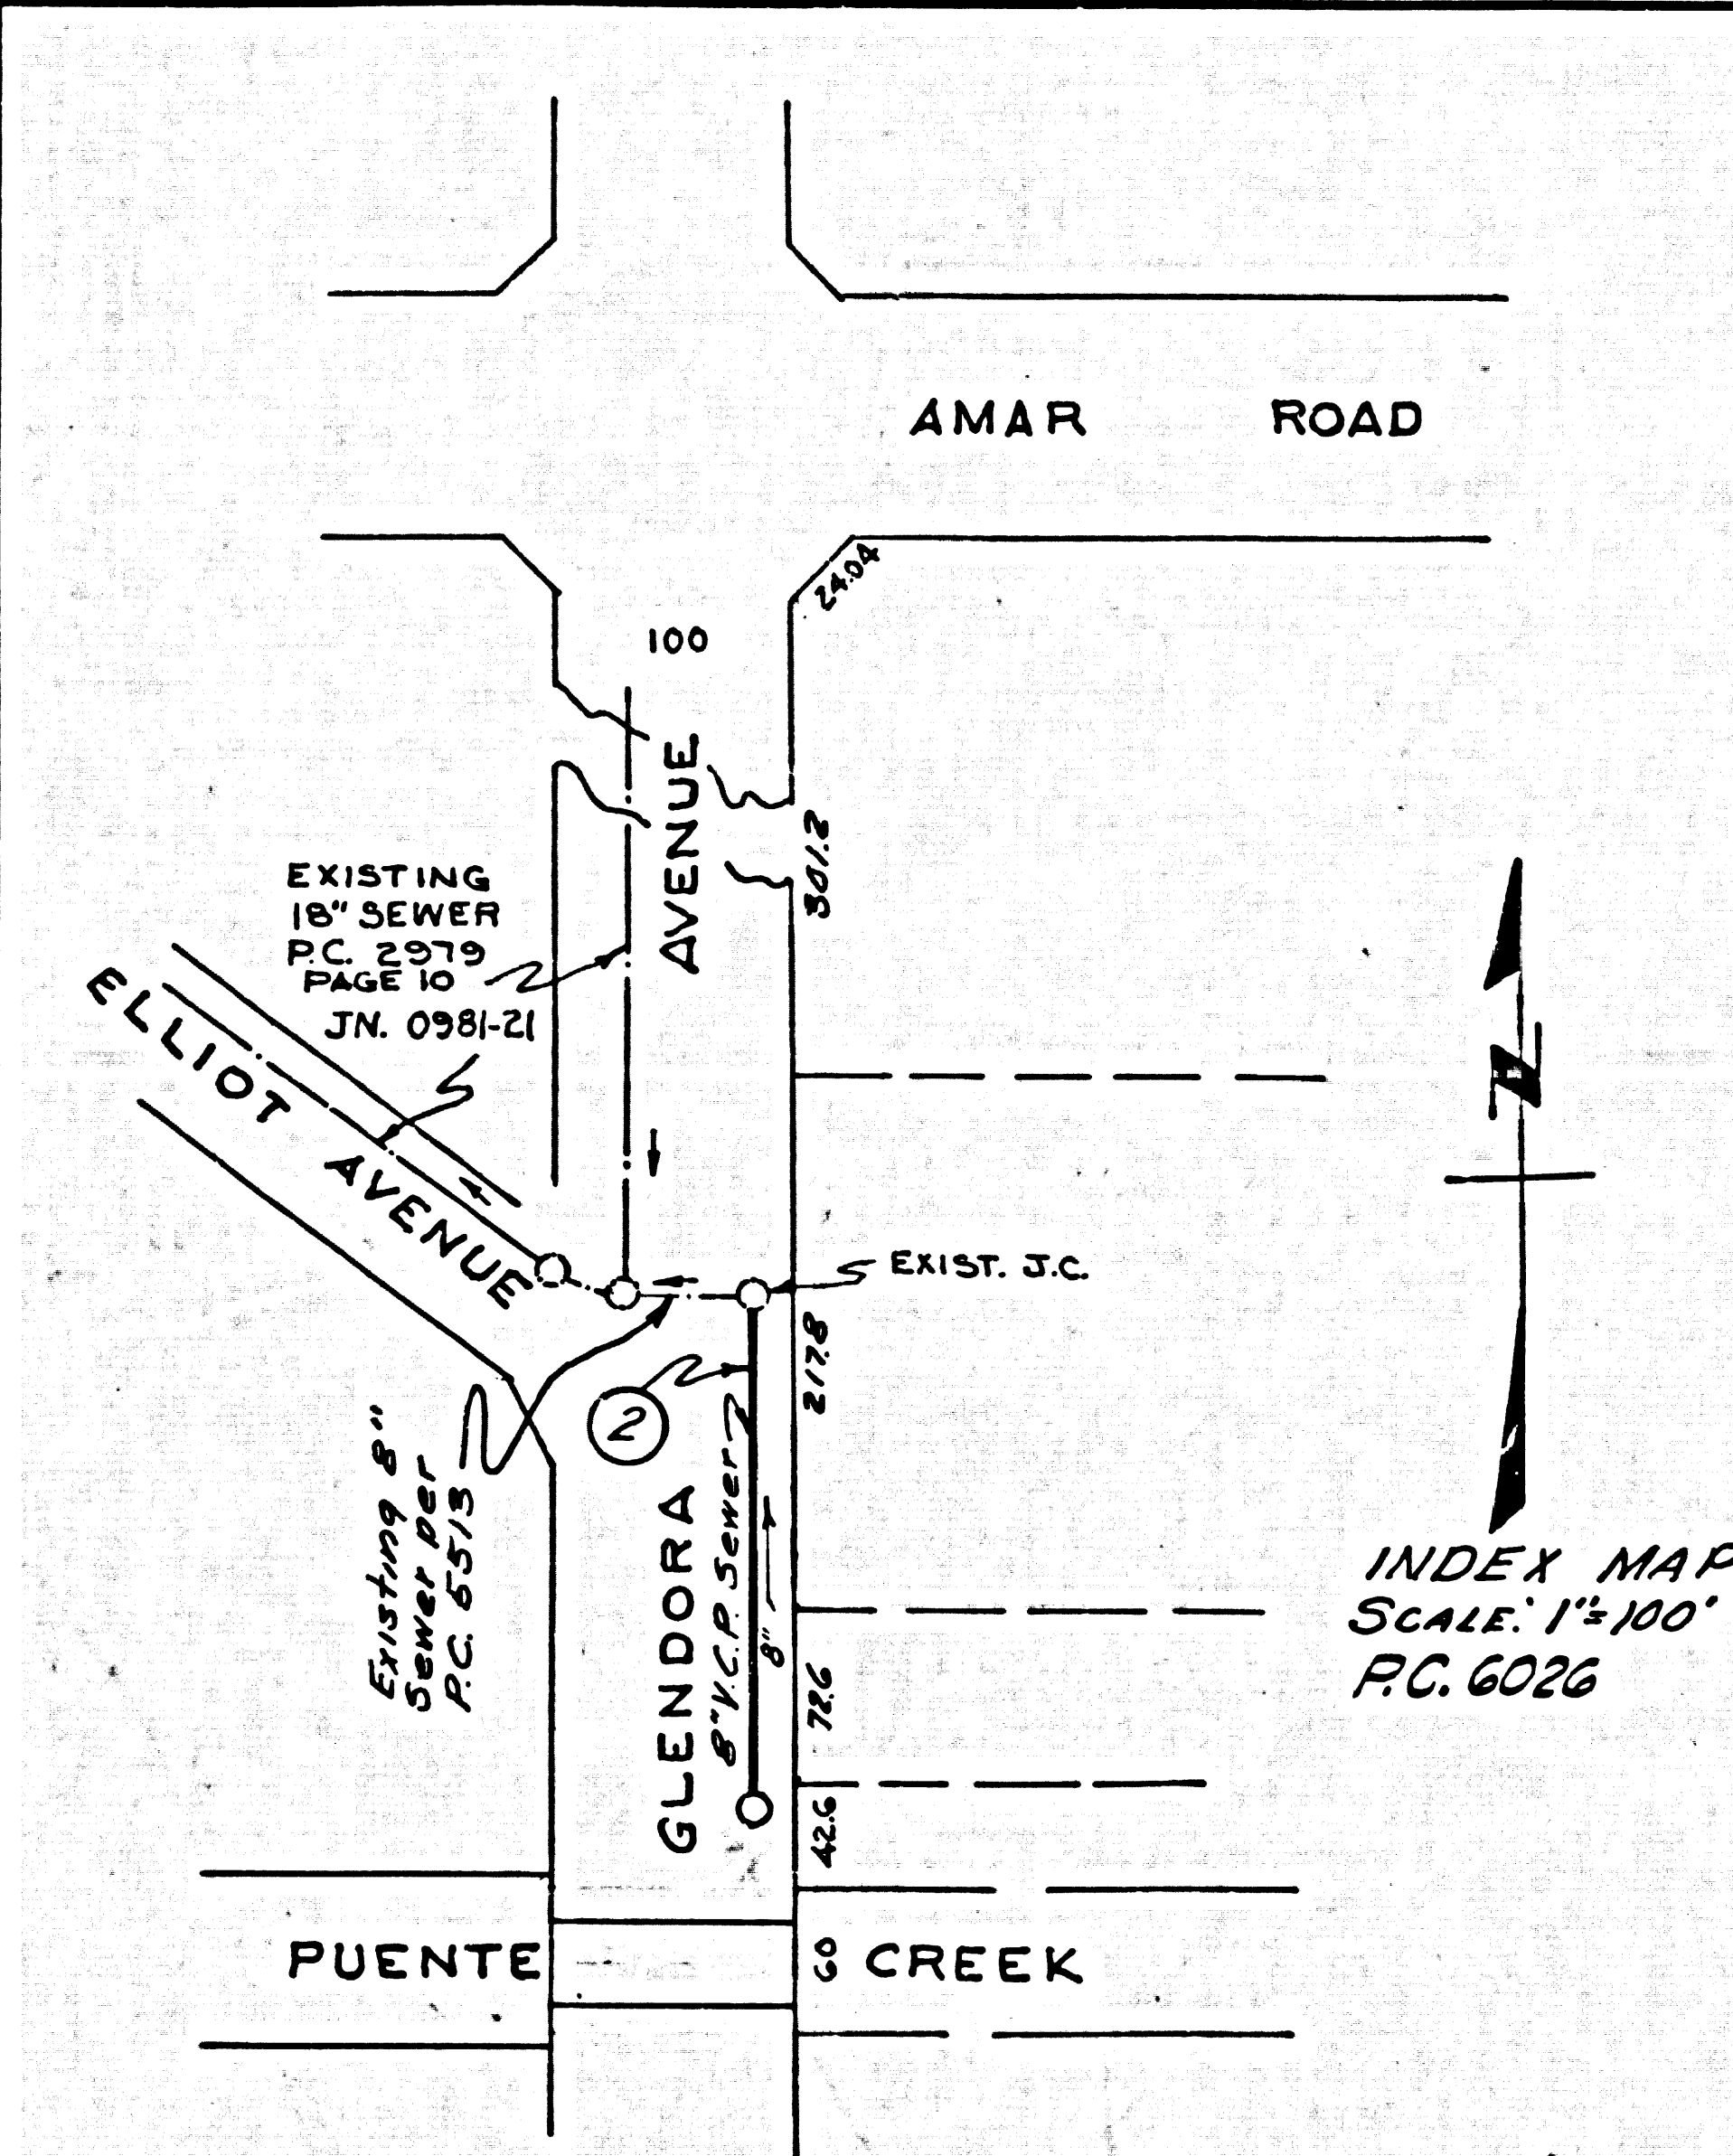 AMAR ROAD
24.04
100
AVENUE
301.2
EXISTING
18" SEWER
P.C. 2979
PAGE 10
JN. 0981-21
ELLIOT AVENUE
N
EXIST. J.C.
217.8
2
Existing 8"
Sewer per
P.C. 6513
GLENDORA
8" V.C.P. Sewer
8"
72.6
42.6
INDEX MAP
SCALE: 1"=100'
P.C. 6026
PUENTE CREEK
60